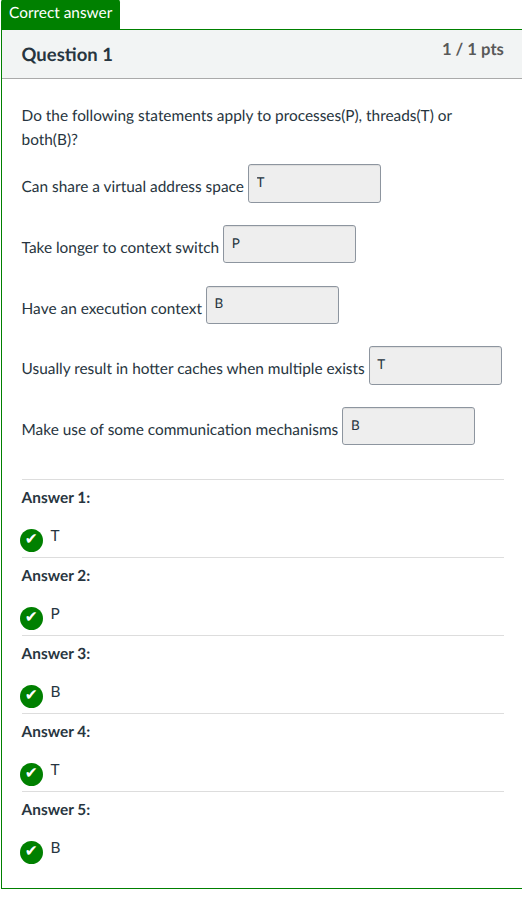 Correct answer
Question 1
1 / 1 pts
Do the following statements apply to processes(P), threads(T) or
both(B)?
Can share a virtual address space T
Take longer to context switch P
Have an execution context B
Usually result in hotter caches when multiple exists T
Make use of some communication mechanisms B
Answer 1:
T
Answer 2:
P
Answer 3:
B
Answer 4:
T
Answer 5:
B